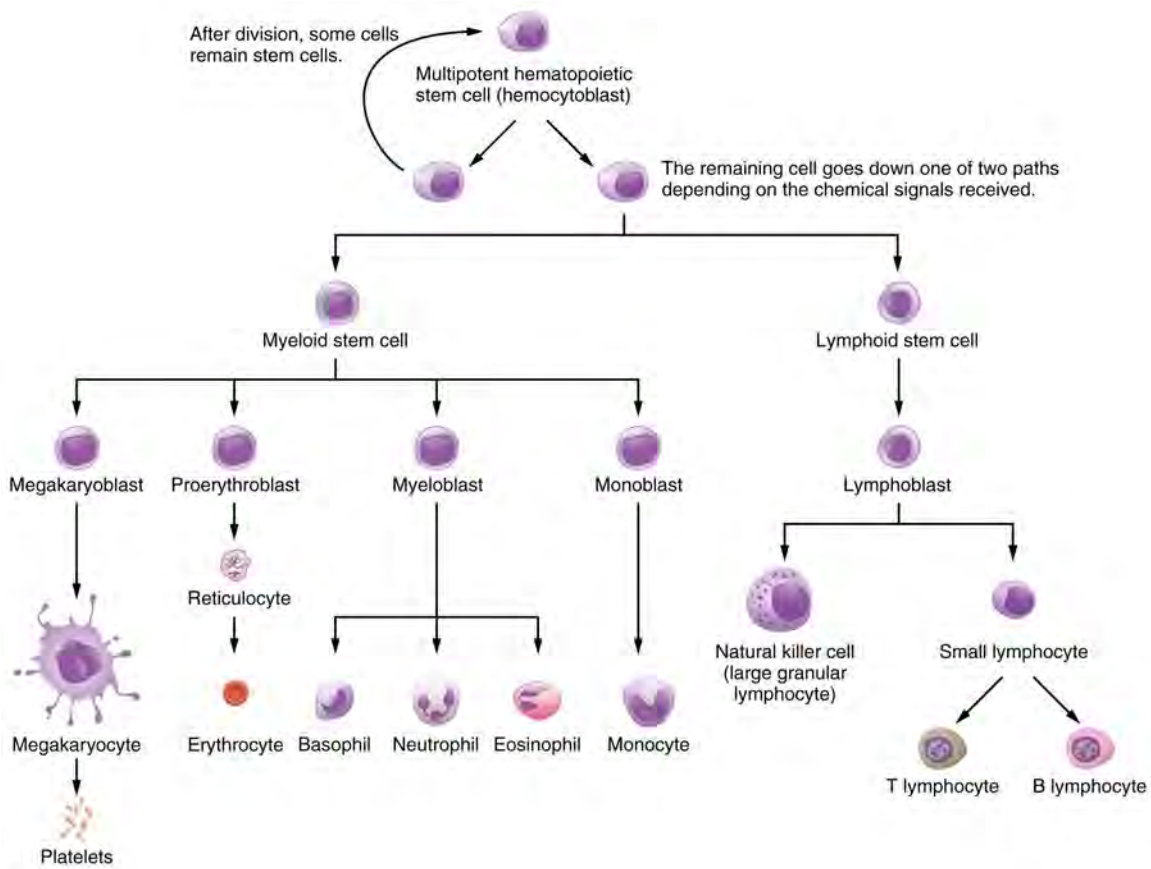 After division, some cells
remain stem cells.
Multipotent hematopoietic
stem cell (hemocytoblast)
The remaining cell goes down one of two paths
depending on the chemical signals received.
Myeloid stem cell
Lymphoid stem cell
Megakaryoblast
Proerythroblast
Myeloblast
Monoblast
Lymphoblast
Reticulocyte
Natural killer cell
(large granular
lymphocyte)
Small lymphocyte
Megakaryocyte
Erythrocyte
Basophil
Neutrophil
Eosinophil
Monocyte
T lymphocyte
B lymphocyte
Platelets